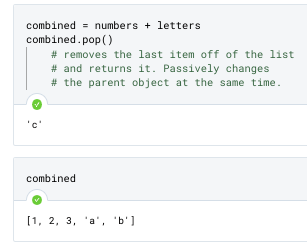 combined = numbers + letters
combined.pop()
# removes the last item off of the list
# and returns it. Passively changes
# the parent object at the same time.
'c'
combined
[1, 2, 3, 'a', 'b']